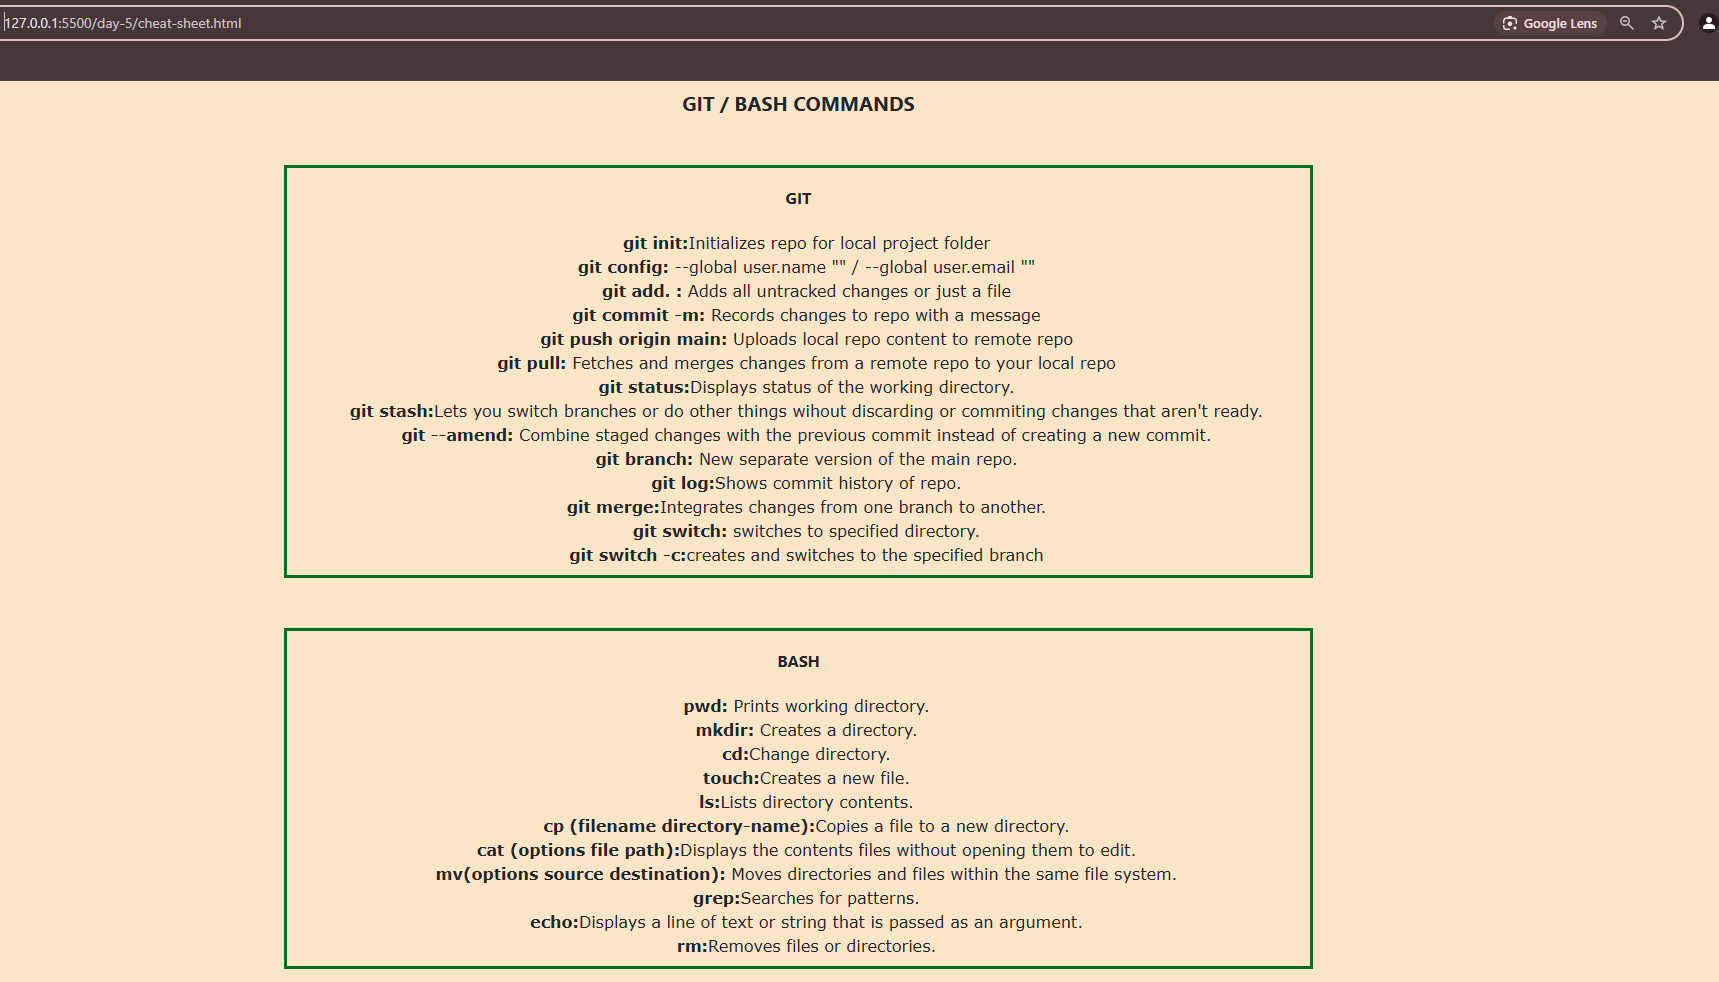 127.0.0.1:5500/day-5/cheat-sheet.html
Google Lens
GIT / BASH COMMANDS
GIT
git init:Initializes repo for local project folder
git config: --global user.name "" / --global user.email ""
git add. : Adds all untracked changes or just a file
git commit -m: Records changes to repo with a message
git push origin main: Uploads local repo content to remote repo
git pull: Fetches and merges changes from a remote repo to your local repo
git status:Displays status of the working directory.
git stash:Lets you switch branches or do other things wihout discarding or commiting changes that aren't ready.
git --amend: Combine staged changes with the previous commit instead of creating a new commit.
git branch: New separate version of the main repo.
git log:Shows commit history of repo.
git merge:Integrates changes from one branch to another.
git switch: switches to specified directory.
git switch -c:creates and switches to the specified branch
BASH
pwd: Prints working directory.
mkdir: Creates a directory.
cd:Change directory.
touch:Creates a new file.
ls:Lists directory contents.
cp (filename directory-name):Copies a file to a new directory.
cat (options file path):Displays the contents files without opening them to edit.
mv(options source destination): Moves directories and files within the same file system.
grep:Searches for patterns.
echo:Displays a line of text or string that is passed as an argument.
rm:Removes files or directories.